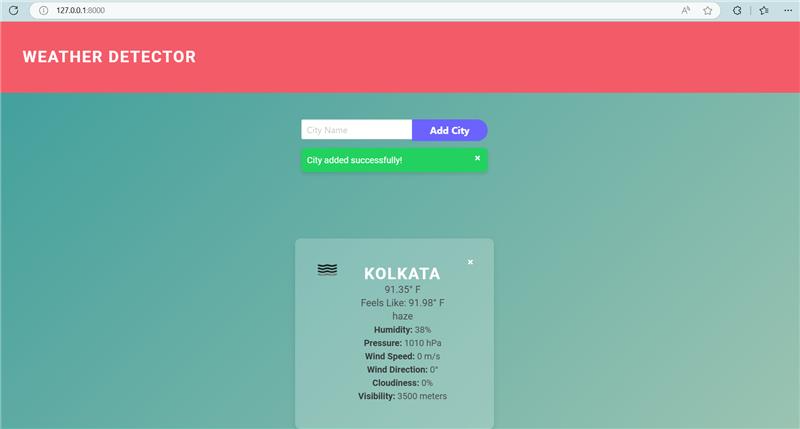 127.0.0.1:8000
WEATHER DETECTOR
City Name
Add City
City added successfully!
KOLKATA
91.35° F
Feels Like: 91.98° F
haze
Humidity: 38%
Pressure: 1010 hPa
Wind Speed: 0 m/s
Wind Direction: 0°
Cloudiness: 0%
Visibility: 3500 meters